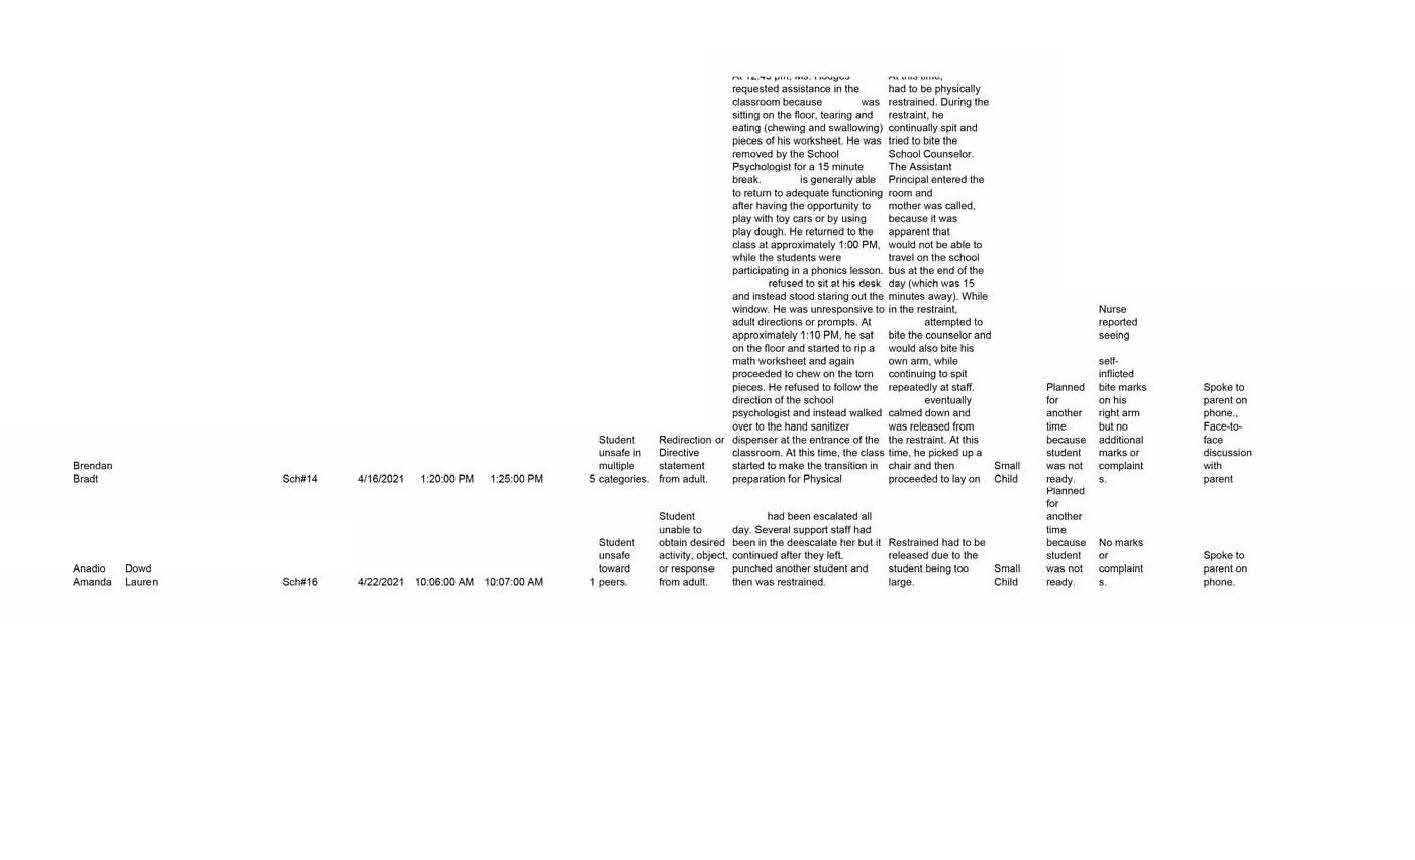 Brendan
Bradt
Sch#14
4/16/2021
1:20:00 PM
1:25:00 PM
5
Student
unsafe in
multiple
categories.
Redirection or
Directive
statement
from adult.
At 12:45 pm, Ms. Hodges
requested assistance in the
classroom because was
sitting on the floor, tearing and
eating (chewing and swallowing)
pieces of his worksheet. He was
removed by the School
Psychologist for a 15 minute
break. is generally able
to return to adequate functioning
after having the opportunity to
play with toy cars or by using
play dough. He returned to the
class at approximately 1:00 PM,
while the students were
participating in a phonics lesson.
refused to sit at his desk
and instead stood staring out the
window. He was unresponsive to
adult directions or prompts. At
approximately 1:10 PM, he sat
on the floor and started to rip a
math worksheet and again
proceeded to chew on the torn
pieces. He refused to follow the
direction of the school
psychologist and instead walked
over to the hand sanitizer
dispenser at the entrance of the
classroom. At this time, the class
started to make the transition in
preparation for Physical
At this time,
had to be physically
restrained. During the
restraint, he
continually spit and
tried to bite the
School Counsellor.
The Assistant
Principal entered the
room and
mother was called,
because it was
apparent that
would not be able to
travel on the school
bus at the end of the
day (which was 15
minutes away). While
in the restraint,
attempted to
bite the counselor and
would also bite his
own arm, while
continuing to spit
repeatedly at staff.
eventually
calmed down and
was released from
the restraint. At this
time, he picked up a
chair and then
proceeded to lay on
Small
Child
Planned
for
another
time
because
student
was not
ready.
Nurse
reported
seeing
self-
inflicted
bite marks
on his
right arm
but no
additional
marks or
complaint
s.
Spoke to
parent on
phone.,
Face-to-
face
discussion
with
parent
Anadio
Amanda
Dowd
Lauren
Sch#16
4/22/2021
10:06:00 AM
10:07:00 AM
1
Student
unsafe
toward
peers.
Student
unable to
obtain desired
activity, object,
or response
from adult.
had been escalated all
day. Several support staff had
been in the deescalate her but it
continued after they left.
punched another student and
then was restrained.
Restrained had to be
released due to the
student being too
large.
Small
Child
Planned
for
another
time
because
student
was not
ready.
No marks
or
complaint
s.
Spoke to
parent on
phone.